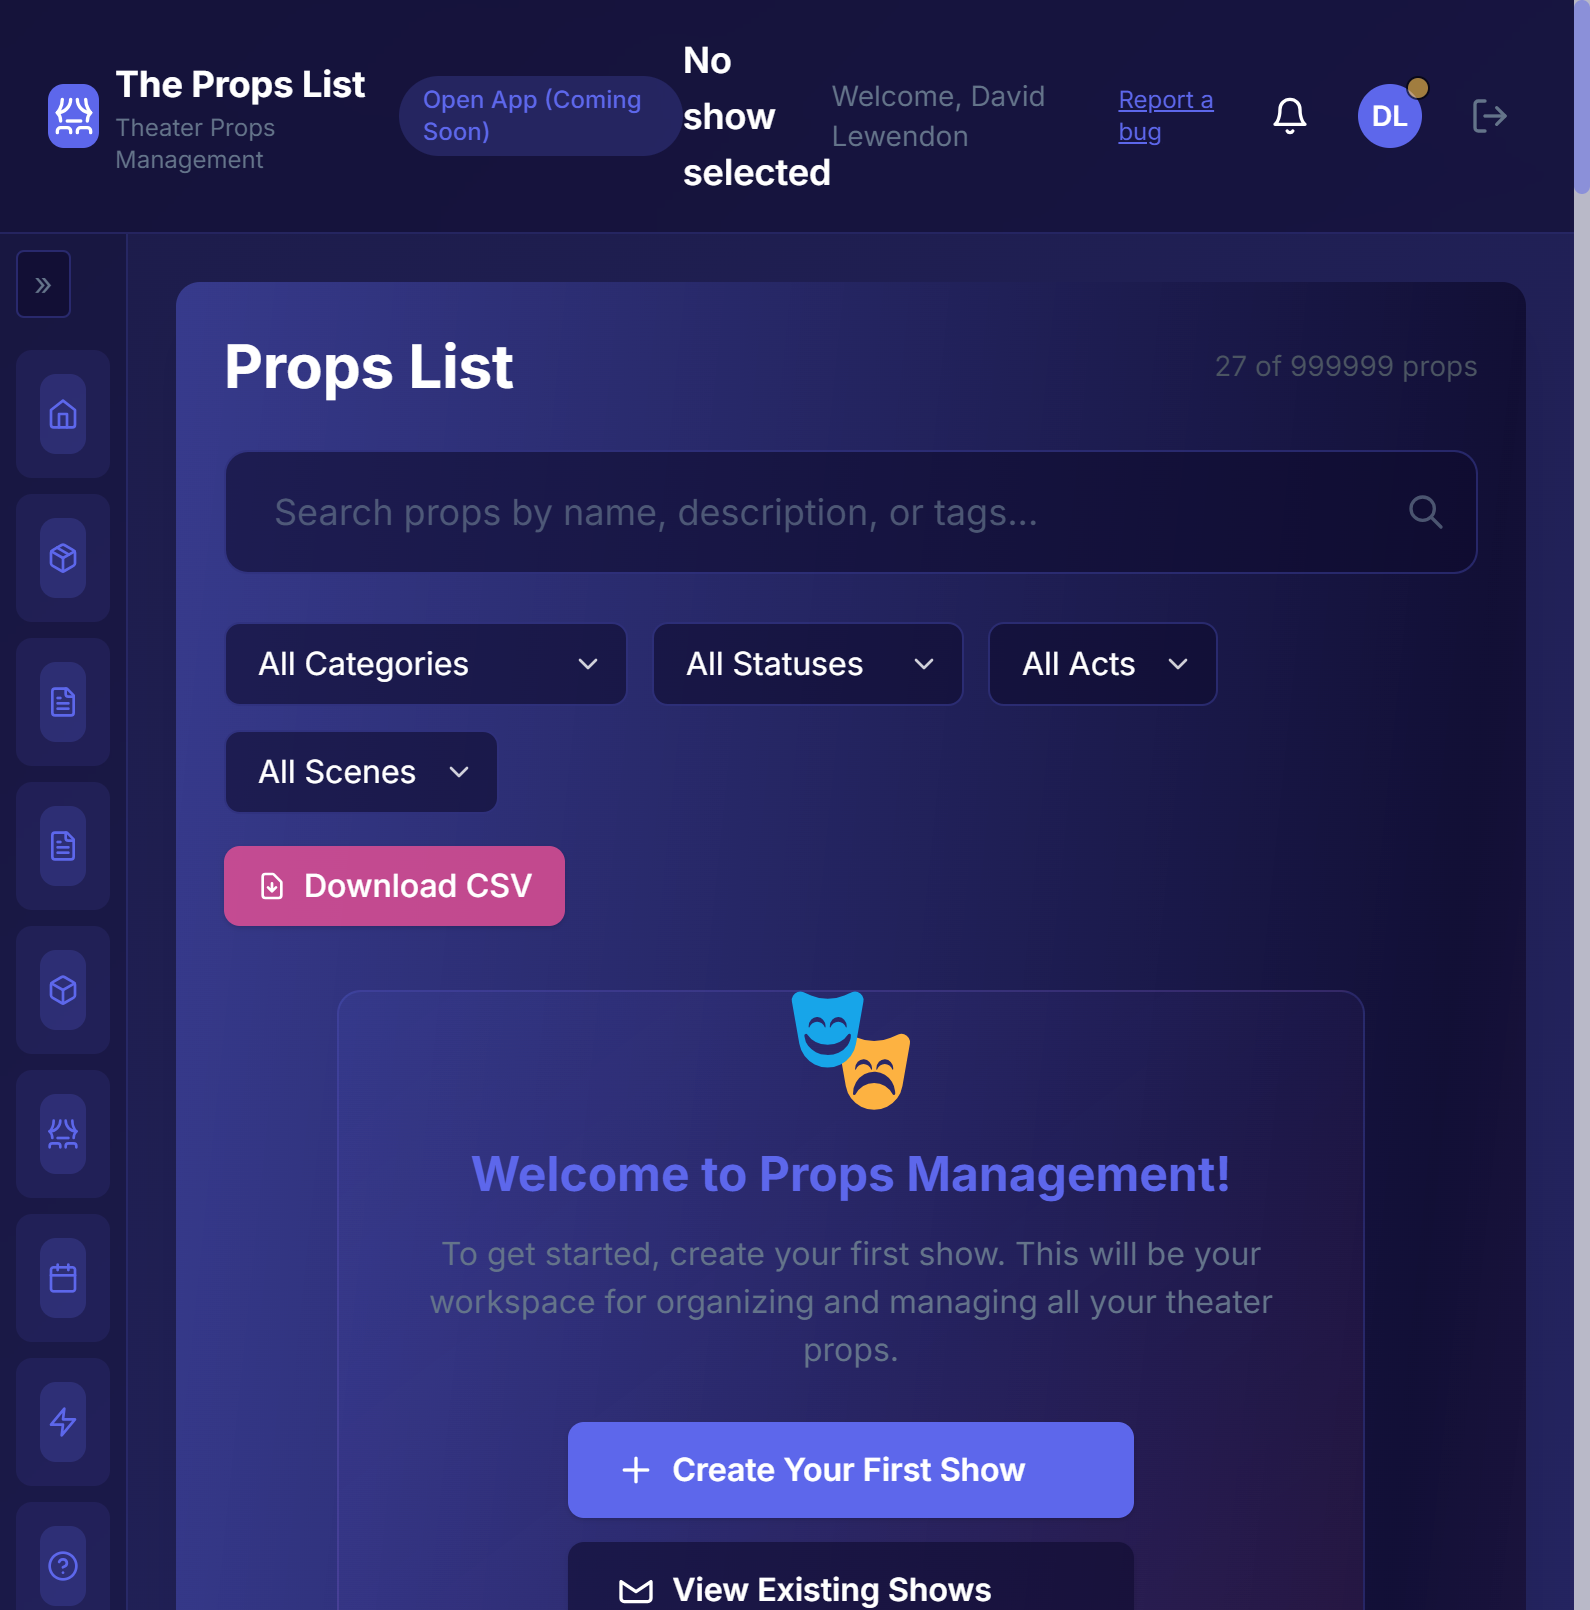 The Props List
Theater Props
Management
Open App (Coming
Soon)
No
show
selected
Welcome, David
Lewendon
Report a
bug
DL
Props List
27 of 999999 props
Search props by name, description, or tags...
All Categories
All Statuses
All Acts
All Scenes
Download CSV
Welcome to Props Management!
To get started, create your first show. This will be your
workspace for organizing and managing all your theater
props.
Create Your First Show
View Existing Shows